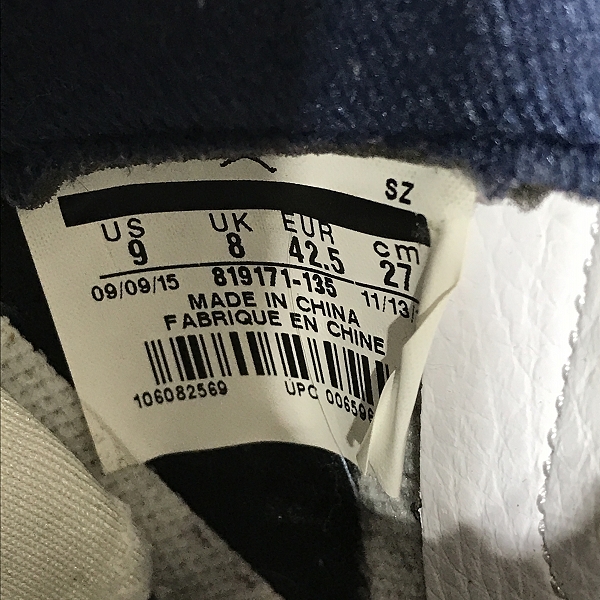 SZ
US UK EUR cm
9 8 42.5 27
09/09/15 819171-135 11/13/
MADE IN CHINA
FABRIQUE EN CHINE
106082569 UPC 006596